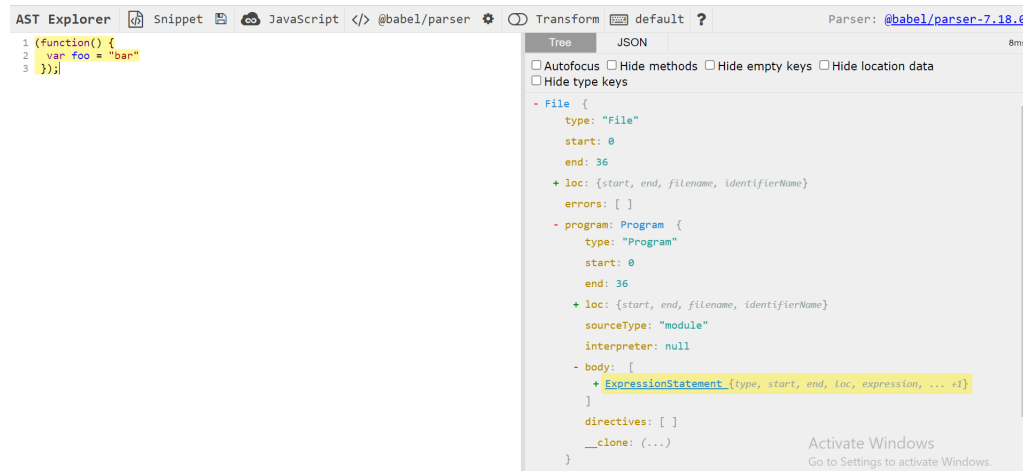 AST Explorer Snippet JavaScript </> @babel/parser Transform default ? Parser: @babel/parser-7.18.0
1 (function() {
2 var foo = "bar"
3 });
Tree JSON 8ms
Autofocus Hide methods Hide empty keys Hide location data
Hide type keys
- File {
type: "File"
start: 0
end: 36
+ loc: {start, end, filename, identifierName}
errors: [ ]
- program: Program {
type: "Program"
start: 0
end: 36
+ loc: {start, end, filename, identifierName}
sourceType: "module"
interpreter: null
- body: [
+ ExpressionStatement {type, start, end, loc, expression, ... +1}
]
directives: [ ]
__clone: (...)
}
Activate Windows
Go to Settings to activate Windows.